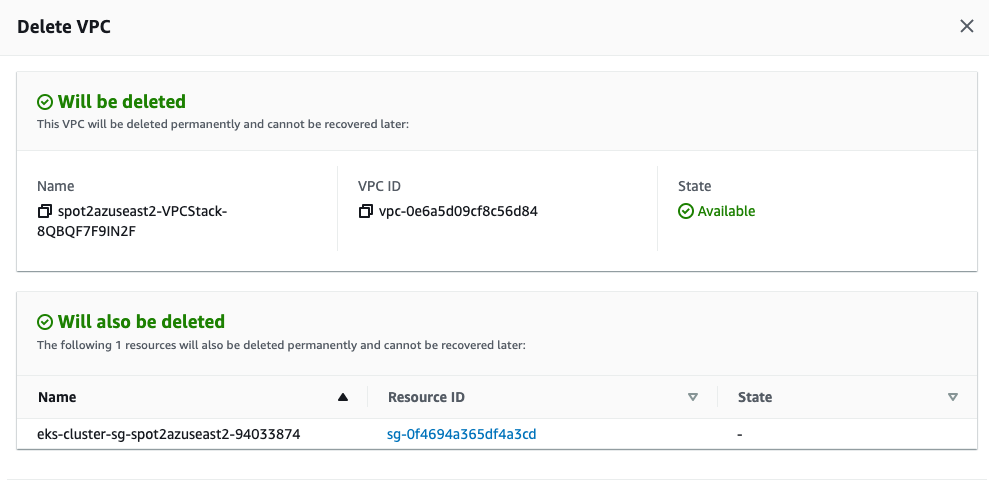 Delete VPC
Will be deleted
This VPC will be deleted permanently and cannot be recovered later:
Name
VPC ID
State
spot2azuseast2-VPCStack-
8QBQF7F9IN2F
vpc-0e6a5d09cf8c56d84
Available
Will also be deleted
The following 1 resources will also be deleted permanently and cannot be recovered later:
Name
Resource ID
State
eks-cluster-sg-spot2azuseast2-94033874
sg-0f4694a365df4a3cd
-